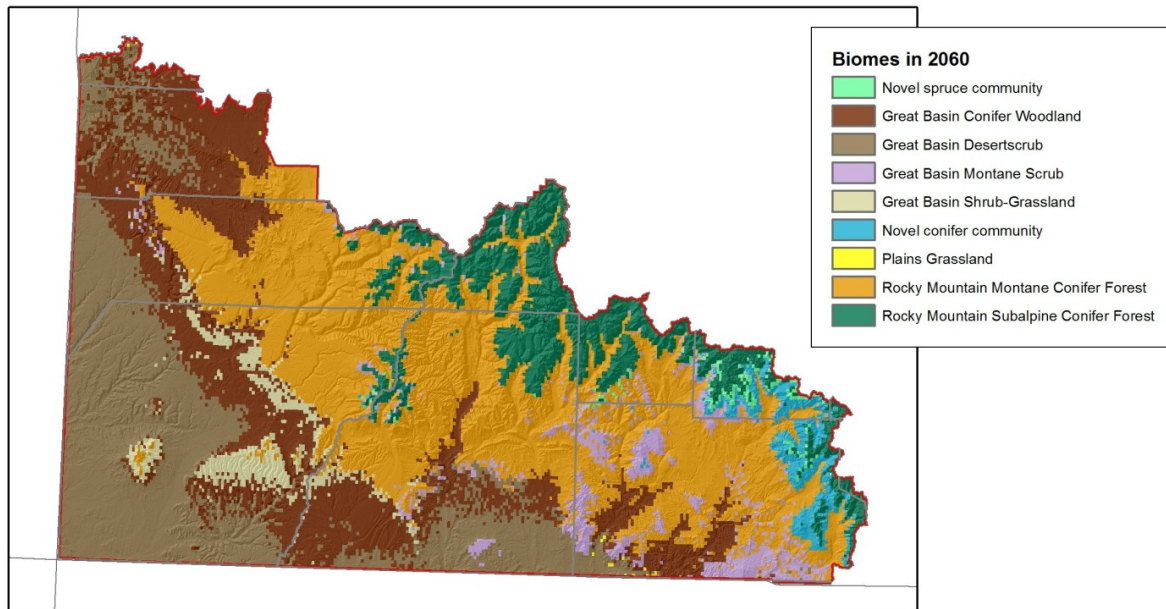 Biomes in 2060
Novel spruce community
Great Basin Conifer Woodland
Great Basin Desertscrub
Great Basin Montane Scrub
Great Basin Shrub-Grassland
Novel conifer community
Plains Grassland
Rocky Mountain Montane Conifer Forest
Rocky Mountain Subalpine Conifer Forest